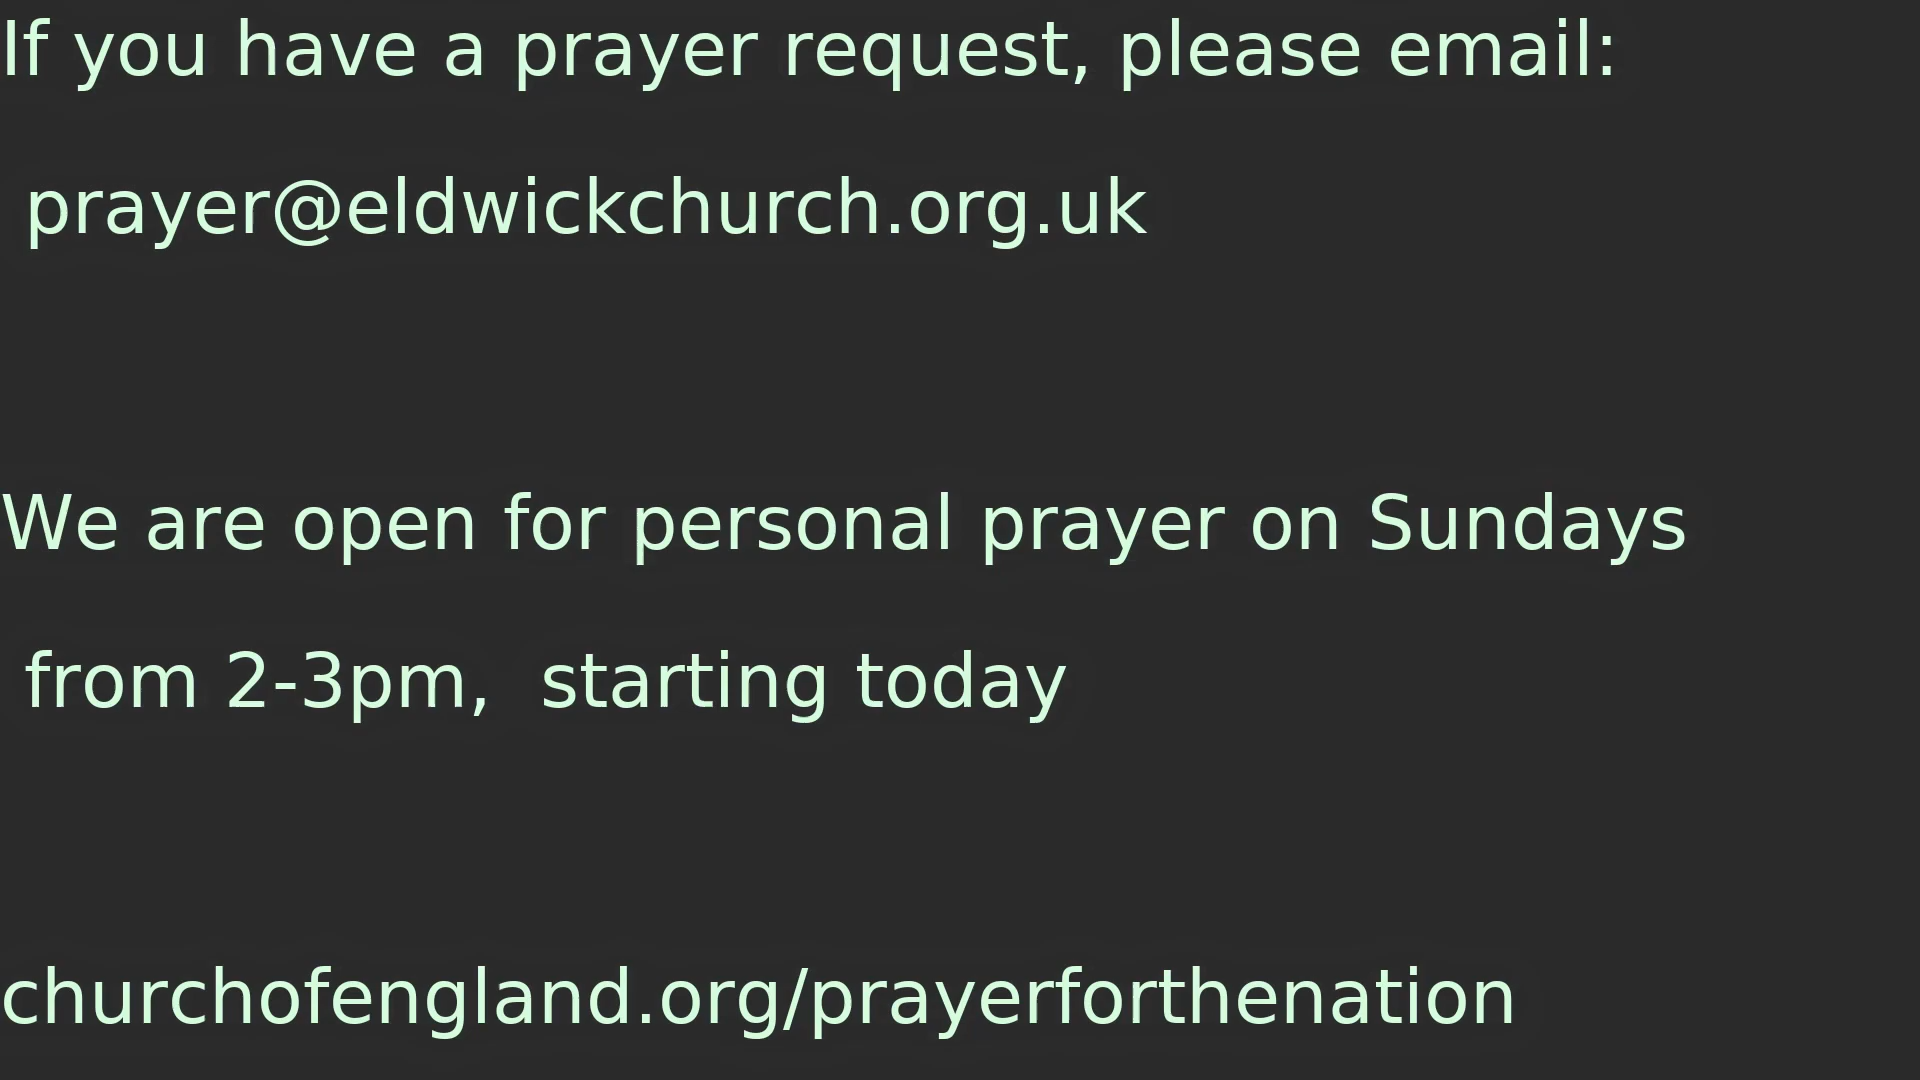 If you have a prayer request, please email:
prayer@eldwickchurch.org.uk
We are open for personal prayer on Sundays
from 2-3pm,  starting today
churchofengland.org/prayerforthenation